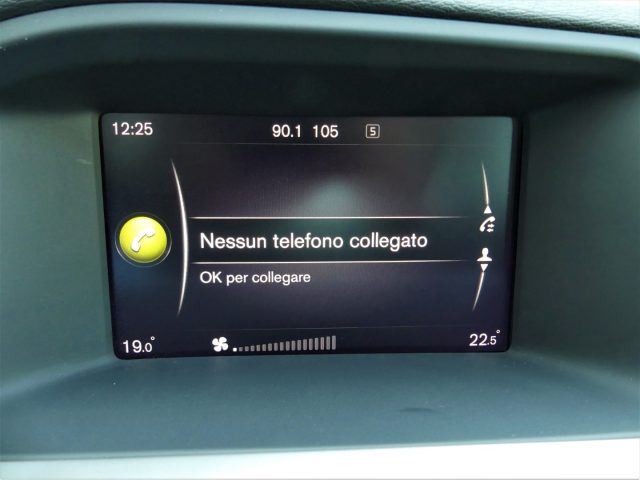 12:25 90.1 105 5
Nessun telefono collegato
OK per collegare
19.0° 22.5°